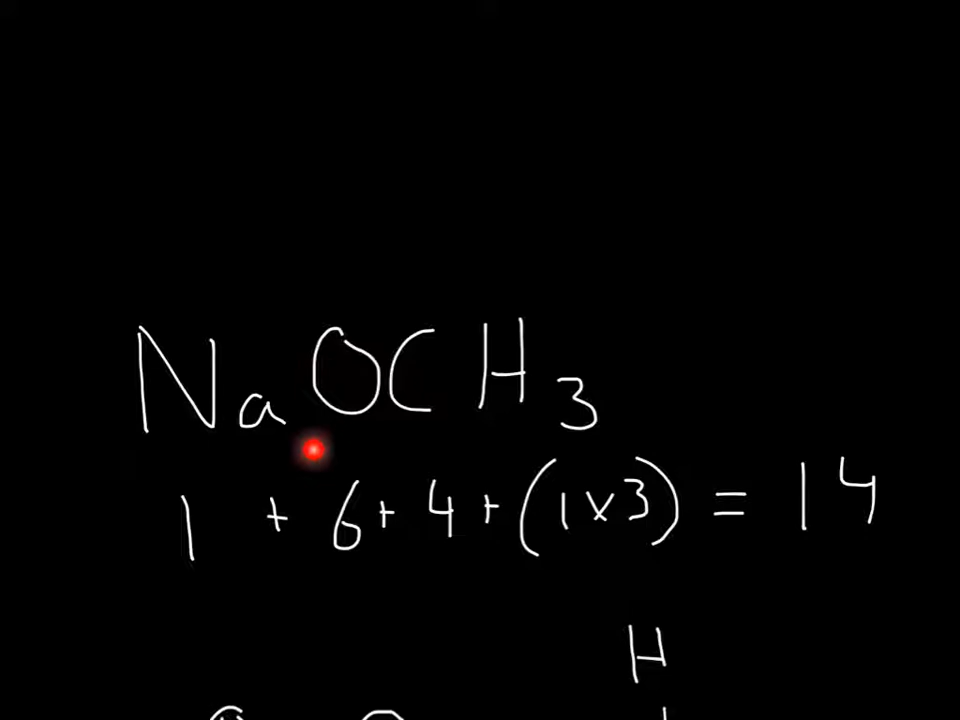 NaOCH3
1 + 6 + 4 + (1x3) = 14
H